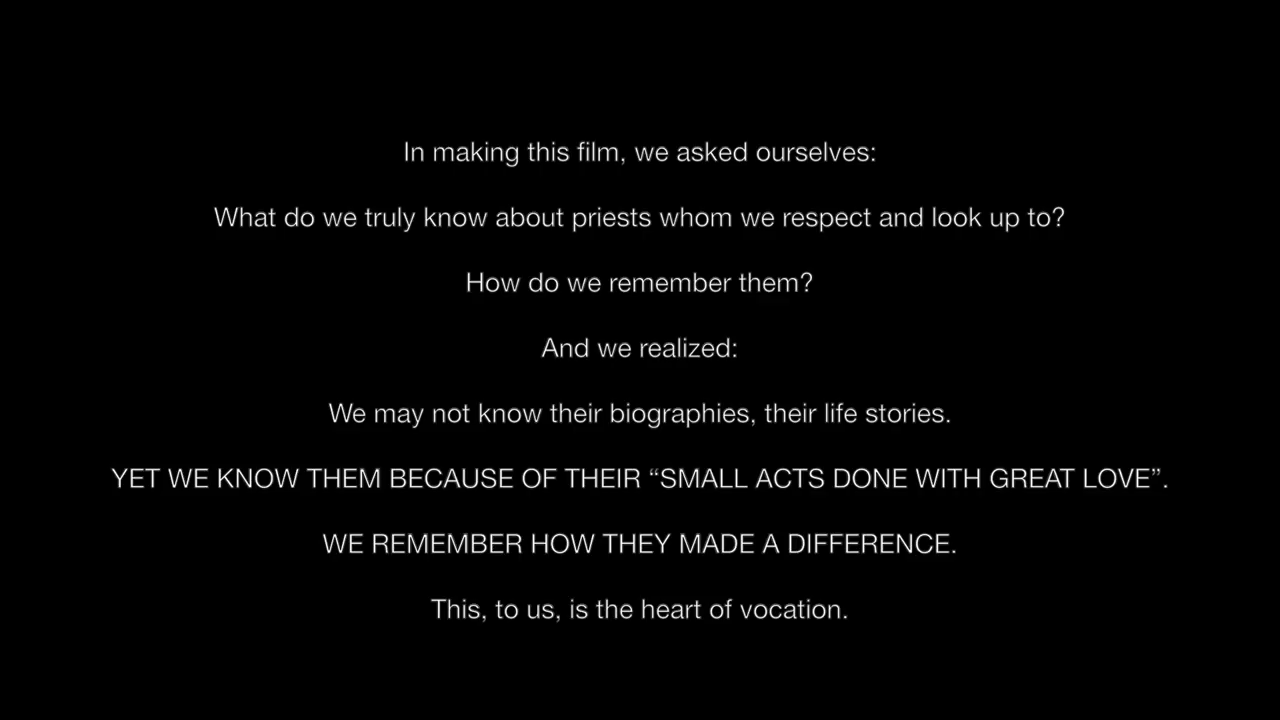 In making this film, we asked ourselves:
What do we truly know about priests whom we respect and look up to?
How do we remember them?
And we realized:
We may not know their biographies, their life stories.
YET WE KNOW THEM BECAUSE OF THEIR “SMALL ACTS DONE WITH GREAT LOVE”.
WE REMEMBER HOW THEY MADE A DIFFERENCE.
This, to us, is the heart of vocation.